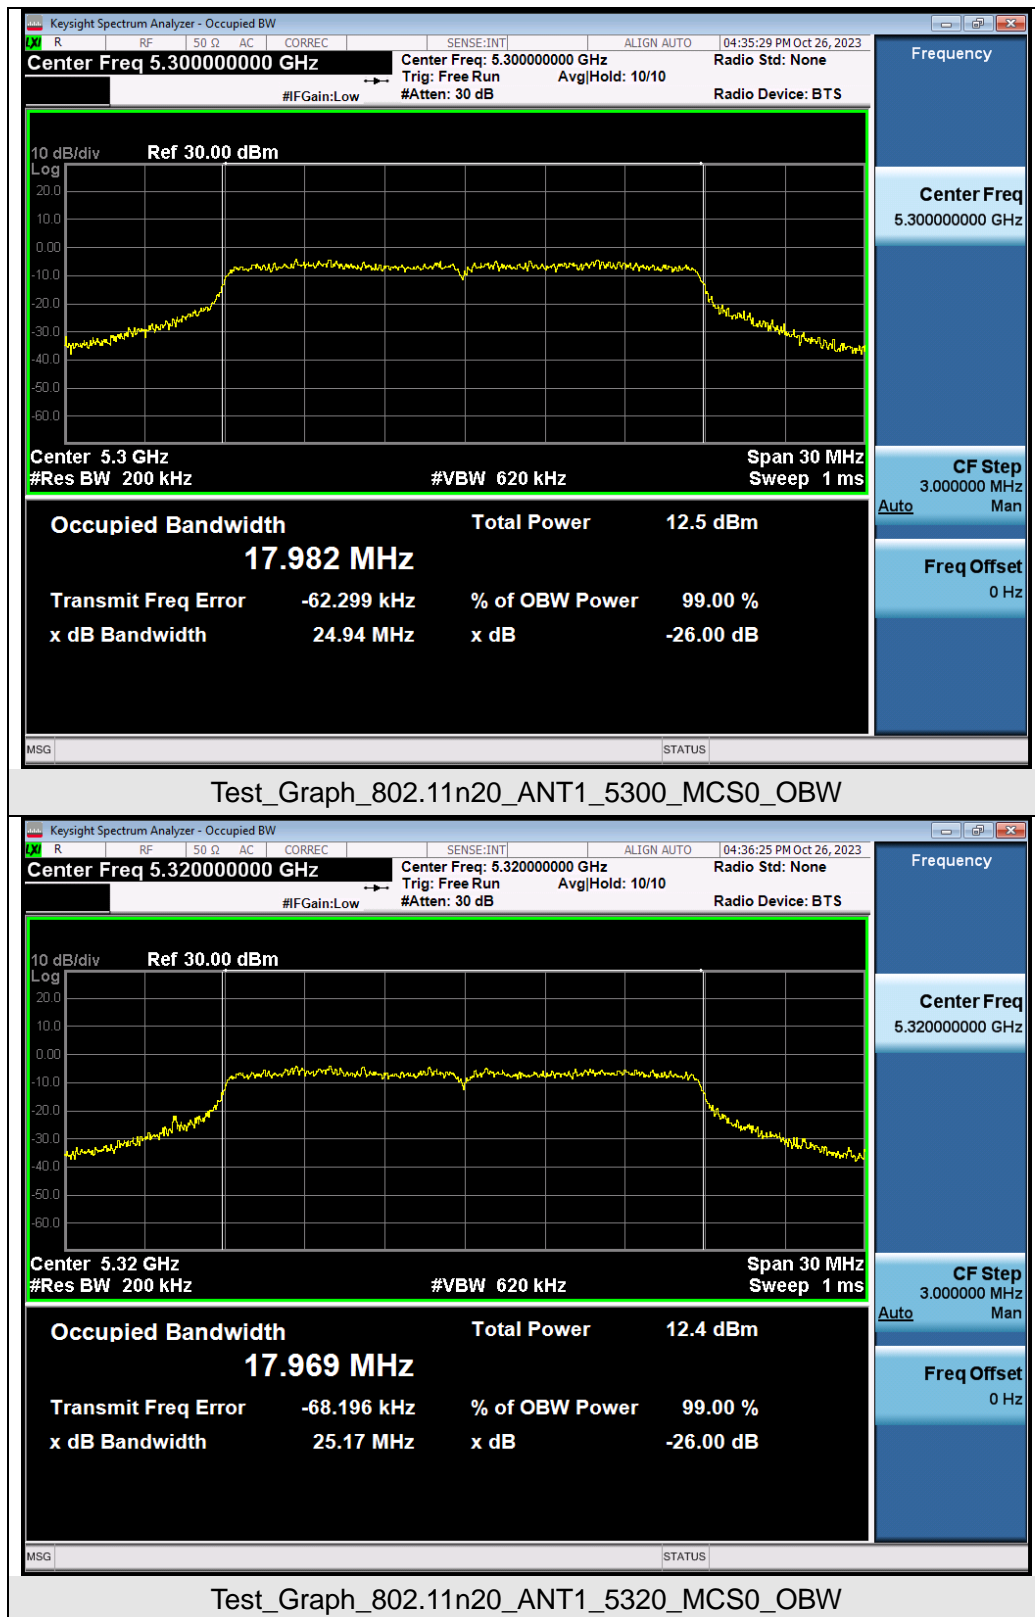 Keysight Spectrum Analyzer - Occupied BW
LXI R RF 50 Ω AC CORREC SENSE:INT ALIGN AUTO 04:35:29 PM Oct 26, 2023
Center Freq 5.300000000 GHz
Center Freq: 5.300000000 GHz
Radio Std: None
Trig: Free Run Avg|Hold: 10/10
#IFGain:Low
#Atten: 30 dB
Radio Device: BTS
10 dB/div Ref 30.00 dBm
Log
20.0
10.0
0.00
-10.0
-20.0
-30.0
-40.0
-50.0
-60.0
Center 5.3 GHz Span 30 MHz
#Res BW 200 kHz #VBW 620 kHz Sweep 1 ms
Occupied Bandwidth Total Power 12.5 dBm
17.982 MHz
Transmit Freq Error -62.299 kHz % of OBW Power 99.00 %
x dB Bandwidth 24.94 MHz x dB -26.00 dB
Frequency
Center Freq
5.300000000 GHz
CF Step
3.000000 MHz
Auto Man
Freq Offset
0 Hz
MSG STATUS
Test_Graph_802.11n20_ANT1_5300_MCS0_OBW
Keysight Spectrum Analyzer - Occupied BW
LXI R RF 50 Ω AC CORREC SENSE:INT ALIGN AUTO 04:36:25 PM Oct 26, 2023
Center Freq 5.320000000 GHz
Center Freq: 5.320000000 GHz
Radio Std: None
Trig: Free Run Avg|Hold: 10/10
#IFGain:Low
#Atten: 30 dB
Radio Device: BTS
10 dB/div Ref 30.00 dBm
Log
20.0
10.0
0.00
-10.0
-20.0
-30.0
-40.0
-50.0
-60.0
Center 5.32 GHz Span 30 MHz
#Res BW 200 kHz #VBW 620 kHz Sweep 1 ms
Occupied Bandwidth Total Power 12.4 dBm
17.969 MHz
Transmit Freq Error -68.196 kHz % of OBW Power 99.00 %
x dB Bandwidth 25.17 MHz x dB -26.00 dB
Frequency
Center Freq
5.320000000 GHz
CF Step
3.000000 MHz
Auto Man
Freq Offset
0 Hz
MSG STATUS
Test_Graph_802.11n20_ANT1_5320_MCS0_OBW